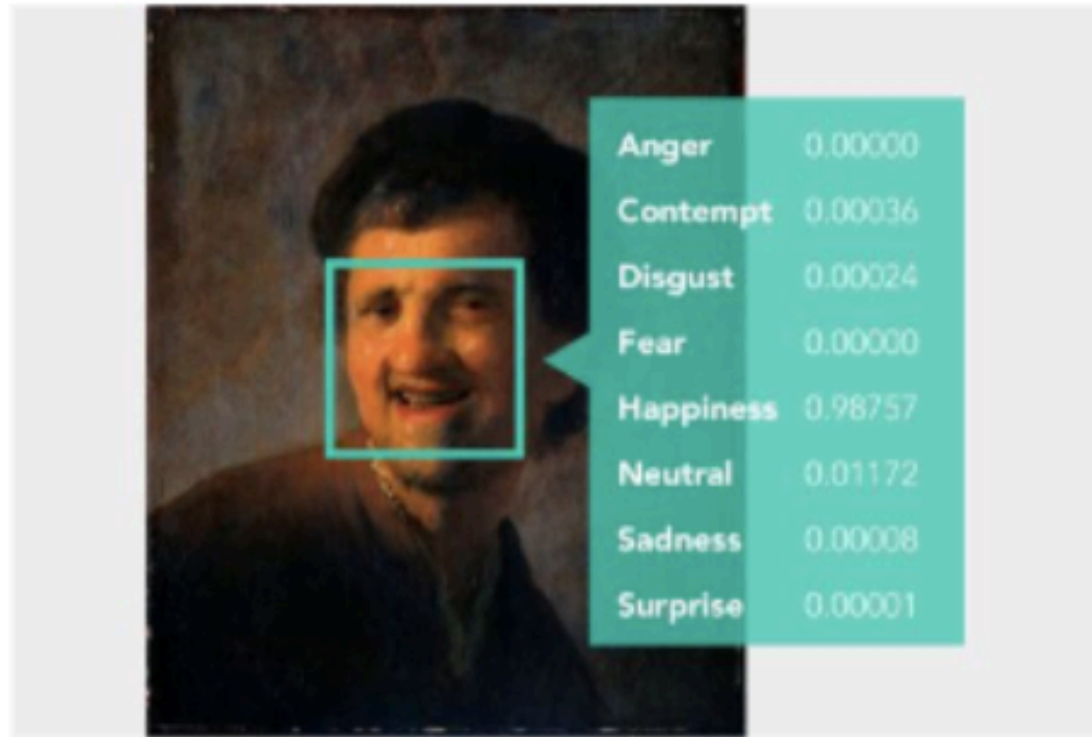 Anger 0.00000
Contempt 0.00036
Disgust 0.00024
Fear 0.00000
Happiness 0.98757
Neutral 0.01172
Sadness 0.00008
Surprise 0.00001